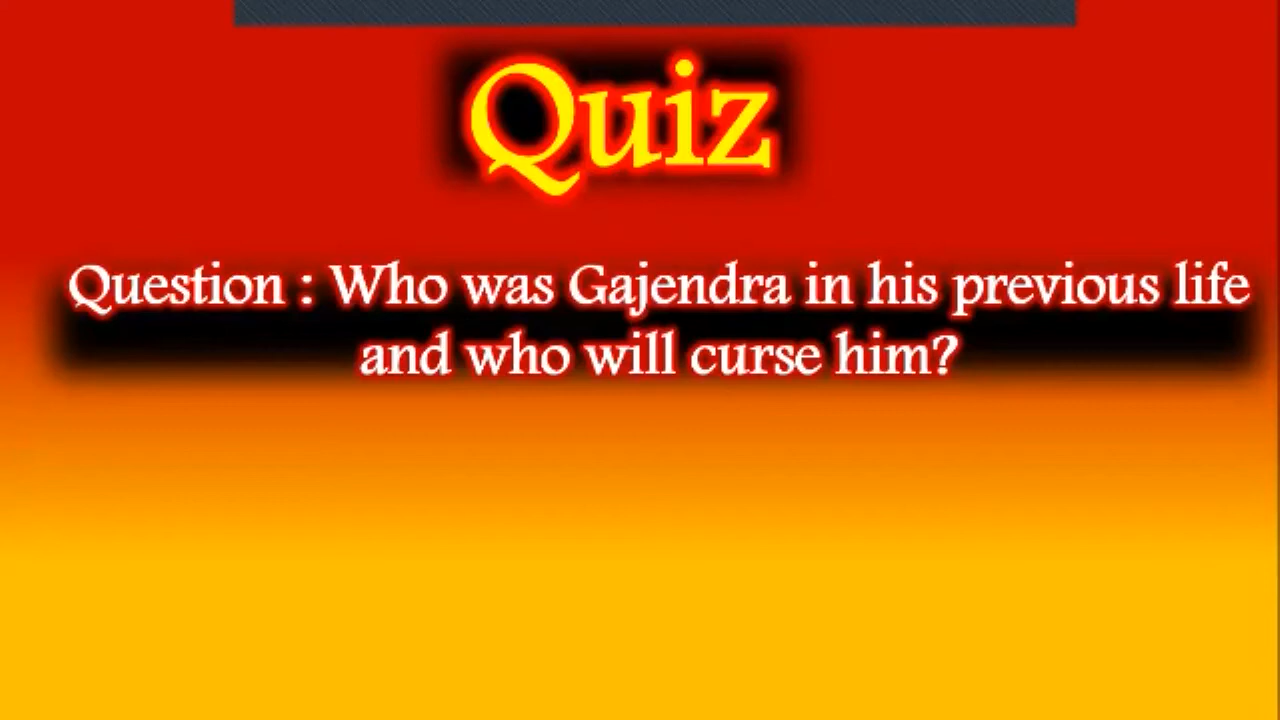 Quiz
Question : Who was Gajendra in his previous life
and who will curse him?